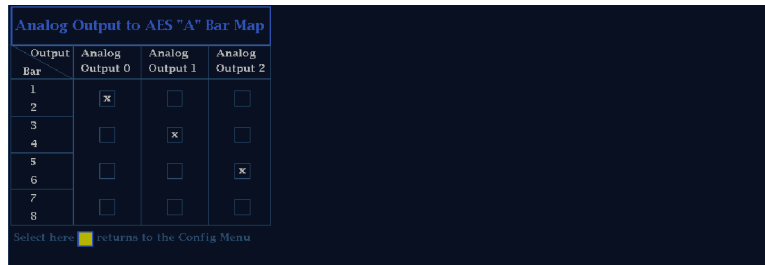 Analog Output to AES "A" Bar Map
Output Analog Analog Analog
Bar Output 0 Output 1 Output 2
1
x
2
3
x
4
5
x
6
7
8
Select here returns to the Config Menu